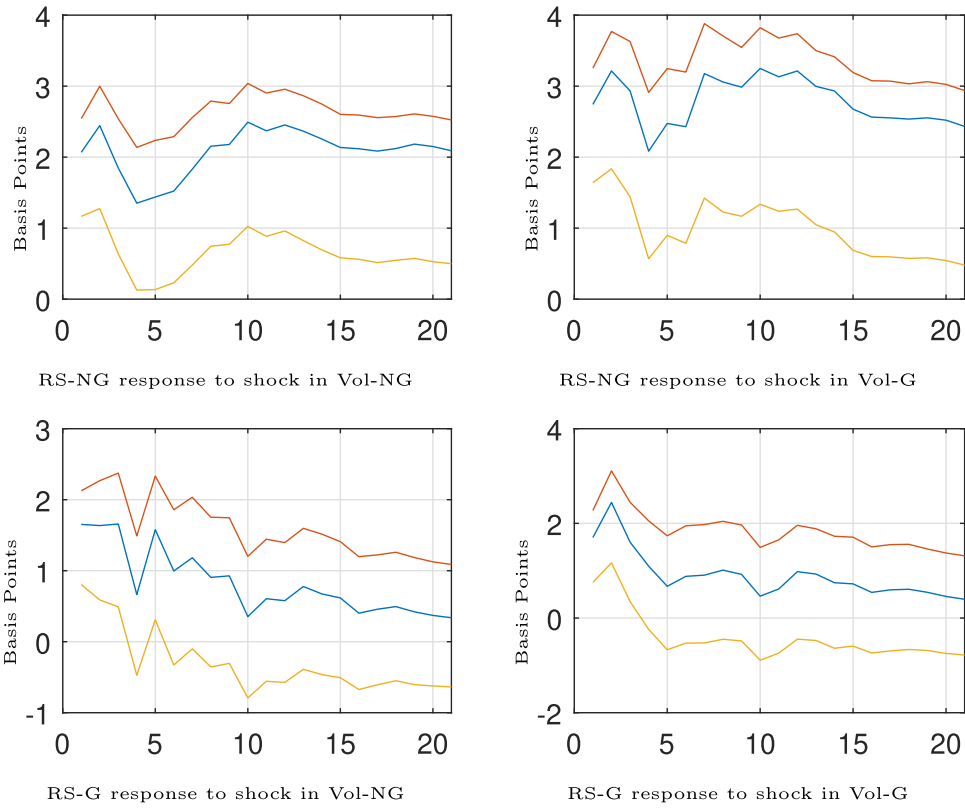 4
3
2
1
0
Basis Points
0 5 10 15 20
RS-NG response to shock in Vol-NG
4
3
2
1
0
Basis Points
0 5 10 15 20
RS-NG response to shock in Vol-G
3
2
1
0
-1
Basis Points
0 5 10 15 20
RS-G response to shock in Vol-NG
4
2
0
-2
Basis Points
0 5 10 15 20
RS-G response to shock in Vol-G